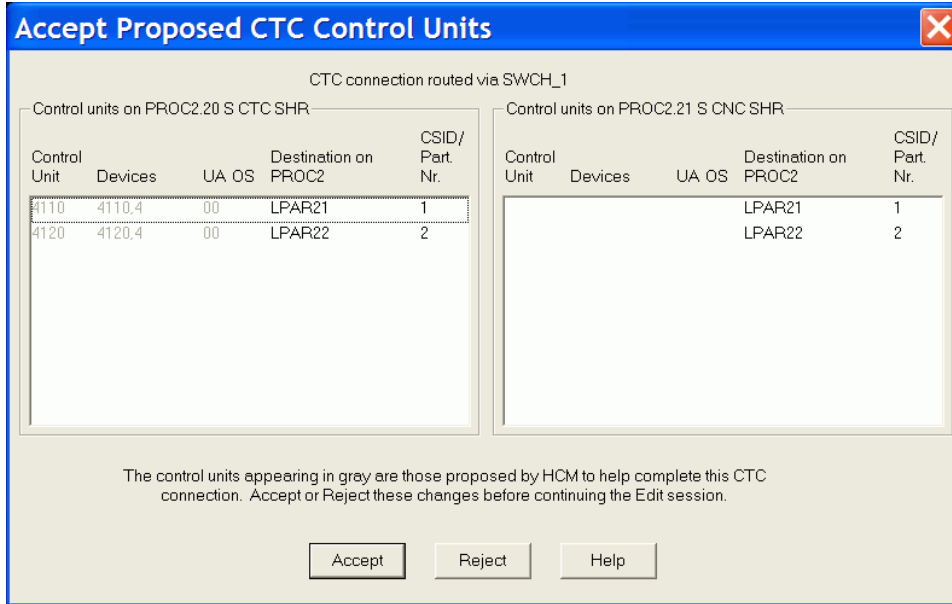 Accept Proposed CTC Control Units
CTC connection routed via SWCH_1
Control units on PROC2.20 S CTC SHR
Control Unit Devices UA OS Destination on PROC2 CSID/ Part. Nr.
4110 4110,4 00 LPAR21 1
4120 4120,4 00 LPAR22 2
Control units on PROC2.21 S CNC SHR
Control Unit Devices UA OS Destination on PROC2 CSID/ Part. Nr.
LPAR21 1
LPAR22 2
The control units appearing in gray are those proposed by HCM to help complete this CTC
connection. Accept or Reject these changes before continuing the Edit session.
Accept Reject Help